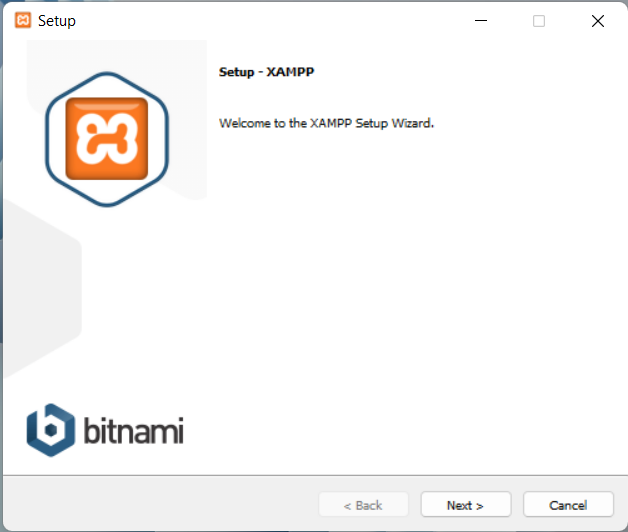 Setup
Setup - XAMPP
Welcome to the XAMPP Setup Wizard.
bitnami
< Back
Next >
Cancel